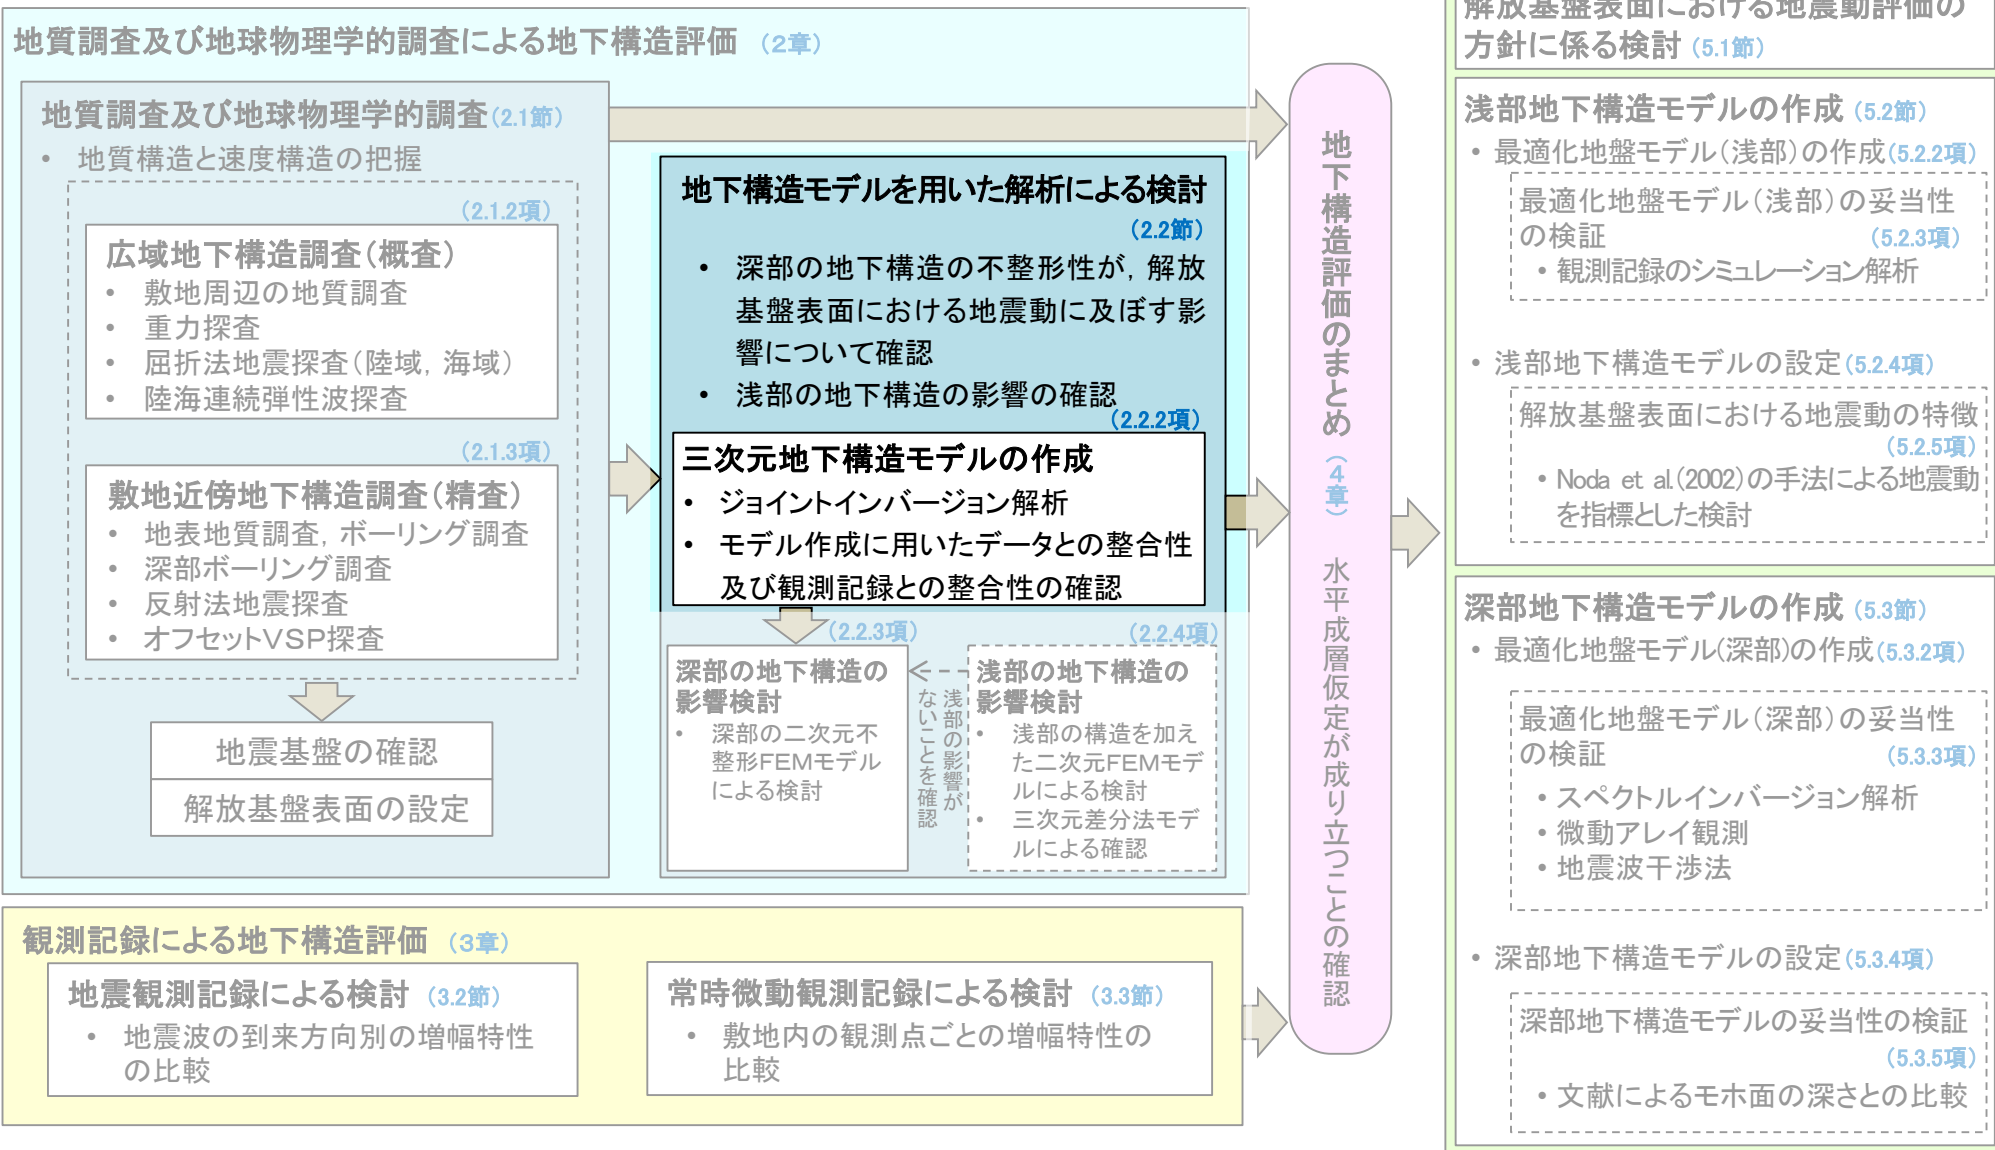 地質調査及び地球物理学的調査による地下構造評価 （2章）
地質調査及び地球物理学的調査(2.1節)
• 地質構造と速度構造の把握
(2.1.2項)
広域地下構造調査（概査）
• 敷地周辺の地質調査
• 重力探査
• 屈折法地震探査（陸域，海域）
• 陸海連続弾性波探査
(2.1.3項)
敷地近傍地下構造調査（精査）
• 地表地質調査，ボーリング調査
• 深部ボーリング調査
• 反射法地震探査
• オフセットVSP探査
地震基盤の確認
解放基盤表面の設定
地下構造モデルを用いた解析による検討
(2.2節)
• 深部の地下構造の不整形性が，解放
基盤表面における地震動に及ぼす影
響について確認
• 浅部の地下構造の影響の確認
(2.2.2項)
三次元地下構造モデルの作成
• ジョイントインバージョン解析
• モデル作成に用いたデータとの整合性
及び観測記録との整合性の確認
(2.2.3項)
深部の地下構造の
影響検討
• 深部の二次元不
整形FEMモデル
による検討
浅部の影響が
ないことを確認
(2.2.4項)
浅部の地下構造の
影響検討
• 浅部の構造を加え
た二次元FEMモデ
ルによる検討
• 三次元差分法モデ
ルによる確認
観測記録による地下構造評価 （3章）
地震観測記録による検討 (3.2節)
• 地震波の到来方向別の増幅特性
の比較
常時微動観測記録による検討 (3.3節)
• 敷地内の観測点ごとの増幅特性の
比較
地下構造評価のまとめ（4章） 水平成層仮定が成り立つことの確認
解放基盤表面における地震動評価の
方針に係る検討 (5.1節)
浅部地下構造モデルの作成 (5.2節)
• 最適化地盤モデル（浅部）の作成(5.2.2項)
最適化地盤モデル（浅部）の妥当性
の検証 (5.2.3項)
• 観測記録のシミュレーション解析
• 浅部地下構造モデルの設定(5.2.4項)
解放基盤表面における地震動の特徴
(5.2.5項)
• Noda et al.(2002)の手法による地震動
を指標とした検討
深部地下構造モデルの作成 (5.3節)
• 最適化地盤モデル(深部)の作成(5.3.2項)
最適化地盤モデル（深部）の妥当性
の検証 (5.3.3項)
• スペクトルインバージョン解析
• 微動アレイ観測
• 地震波干渉法
• 深部地下構造モデルの設定(5.3.4項)
深部地下構造モデルの妥当性の検証
(5.3.5項)
• 文献によるモホ面の深さとの比較